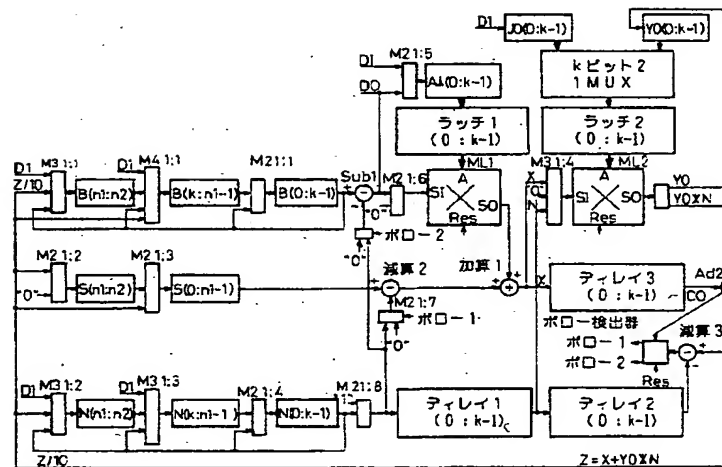 D1
J0(0:k-1)
Y0(0:k-1)
DI
M21:5
DO
Ai(0:k-1)
kビット2
1MUX
ラッチ1
(0:k-1)
ラッチ2
(0:k-1)
D1
M31:1
D1
M41:1
M21:1
Sub1
M21:6
ML1
M31:4
ML2
Z/10
B(n1:n2)
B(k:n1-1)
B(0:k-1)
"0"
SI
A
SO
Res
X
"0"
N
SI
A
SO
Res
Y0
Y0XN
ボロー2
"0"
M21:2
M21:3
減算2
加算1
"0"
S(n1:n2)
S(0:n1-1)
M21:7
ボロー1
"0"
X
ディレイ3
(0:k-1)
Ad2
CO
ボロー検出器
ボロー1
ボロー2
減算3
Res
D1
M31:2
D1
M31:3
M21:4
M21:8
N(n1:n2)
N(k:n1-1)
N(0:k-1)
ディレイ1
(0:k-1)
ディレイ2
(0:k-1)
Z/10
Z=X+Y0XN